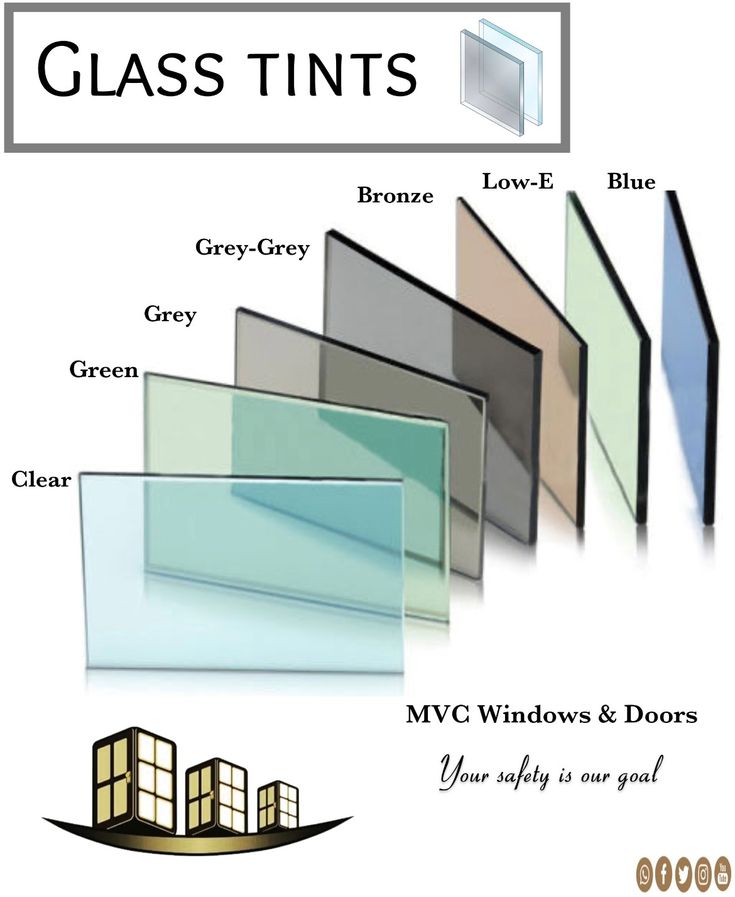 GLASS TINTS
Low-E
Blue
Bronze
Grey-Grey
Grey
Green
Clear
MVC Windows & Doors
Your safety is our goal
You
Tube